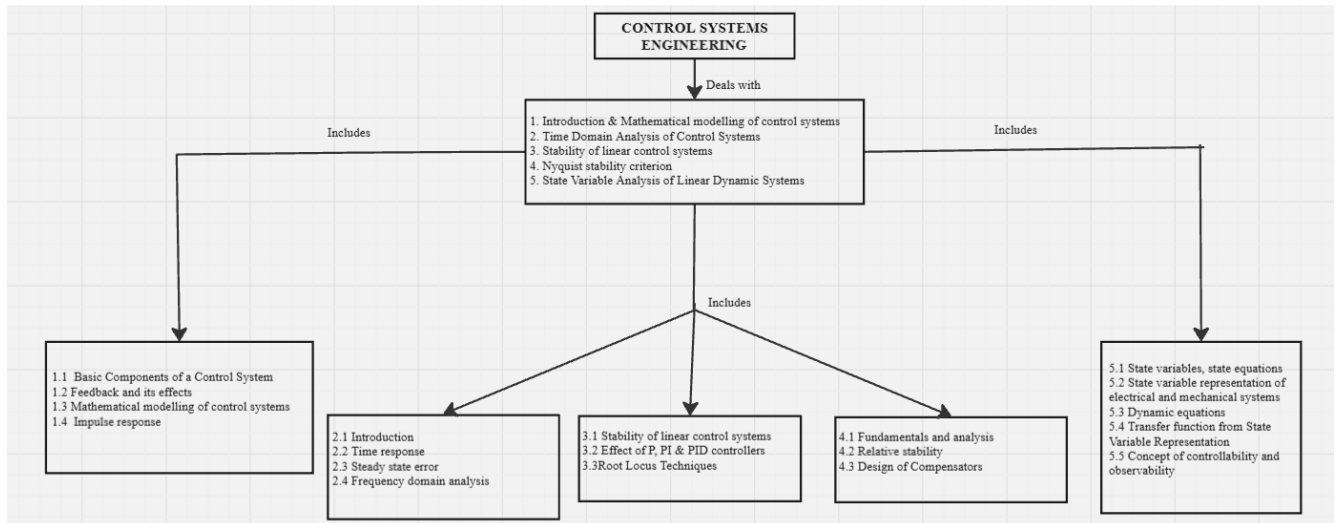 CONTROL SYSTEMS
ENGINEERING
Deals with
1. Introduction & Mathematical modelling of control systems
2. Time Domain Analysis of Control Systems
3. Stability of linear control systems
4. Nyquist stability criterion
5. State Variable Analysis of Linear Dynamic Systems
Includes
Includes
Includes
1.1 Basic Components of a Control System
1.2 Feedback and its effects
1.3 Mathematical modelling of control systems
1.4 Impulse response
2.1 Introduction
2.2 Time response
2.3 Steady state error
2.4 Frequency domain analysis
3.1 Stability of linear control systems
3.2 Effect of P, PI & PID controllers
3.3Root Locus Techniques
4.1 Fundamentals and analysis
4.2 Relative stability
4.3 Design of Compensators
5.1 State variables, state equations
5.2 State variable representation of
electrical and mechanical systems
5.3 Dynamic equations
5.4 Transfer function from State
Variable Representation
5.5 Concept of controllability and
observability